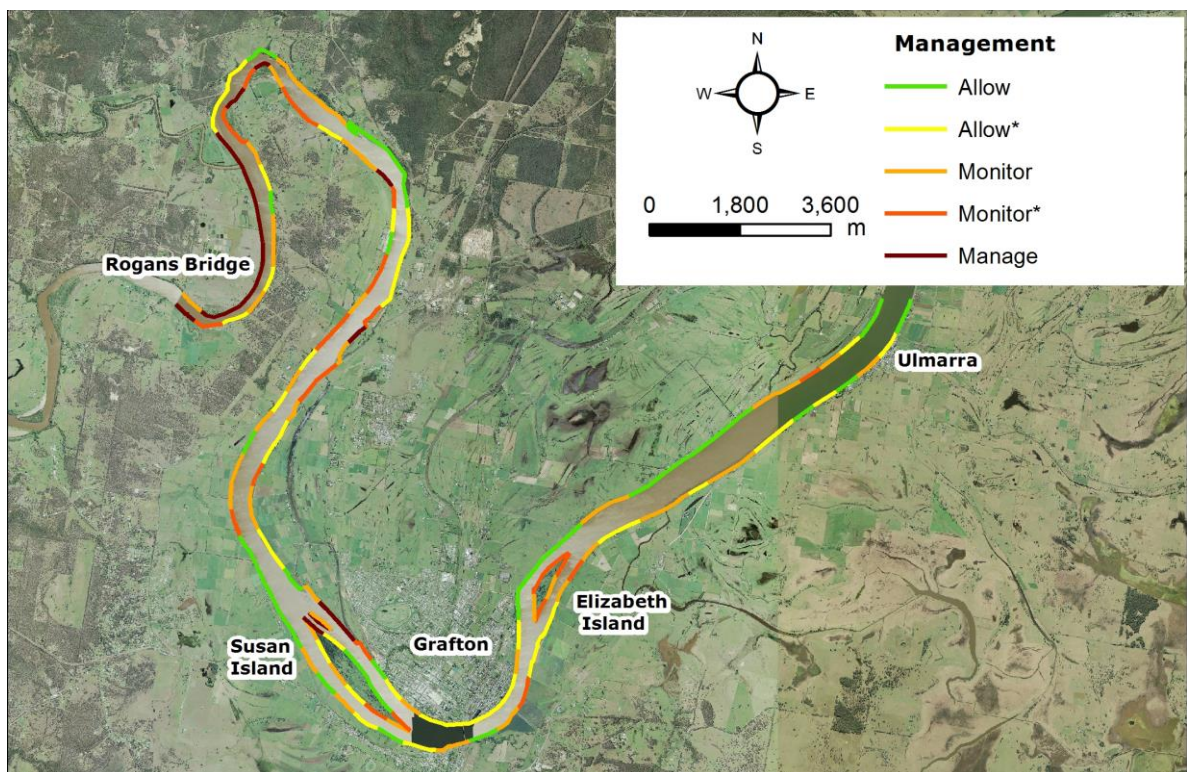 N
W
E
S
0 1,800 3,600
m
Management
Allow
Allow*
Monitor
Monitor*
Manage
Rogans Bridge
Ulmarra
Elizabeth
Island
Grafton
Susan
Island